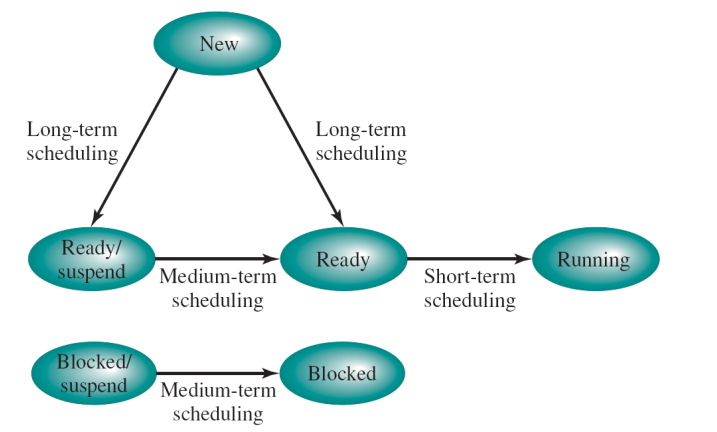 New
Long-term
scheduling
Long-term
scheduling
Ready/
suspend
Medium-term
scheduling
Ready
Short-term
scheduling
Running
Blocked/
suspend
Medium-term
scheduling
Blocked